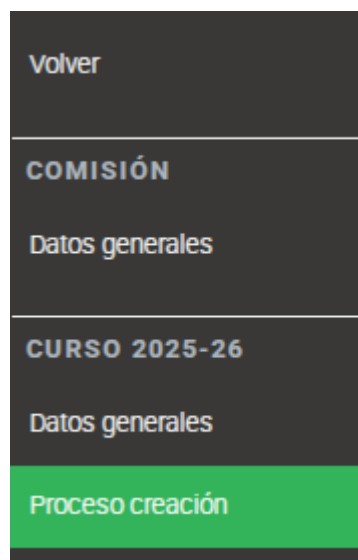 Volver
COMISIÓN
Datos generales
CURSO 2025-26
Datos generales
Proceso creación